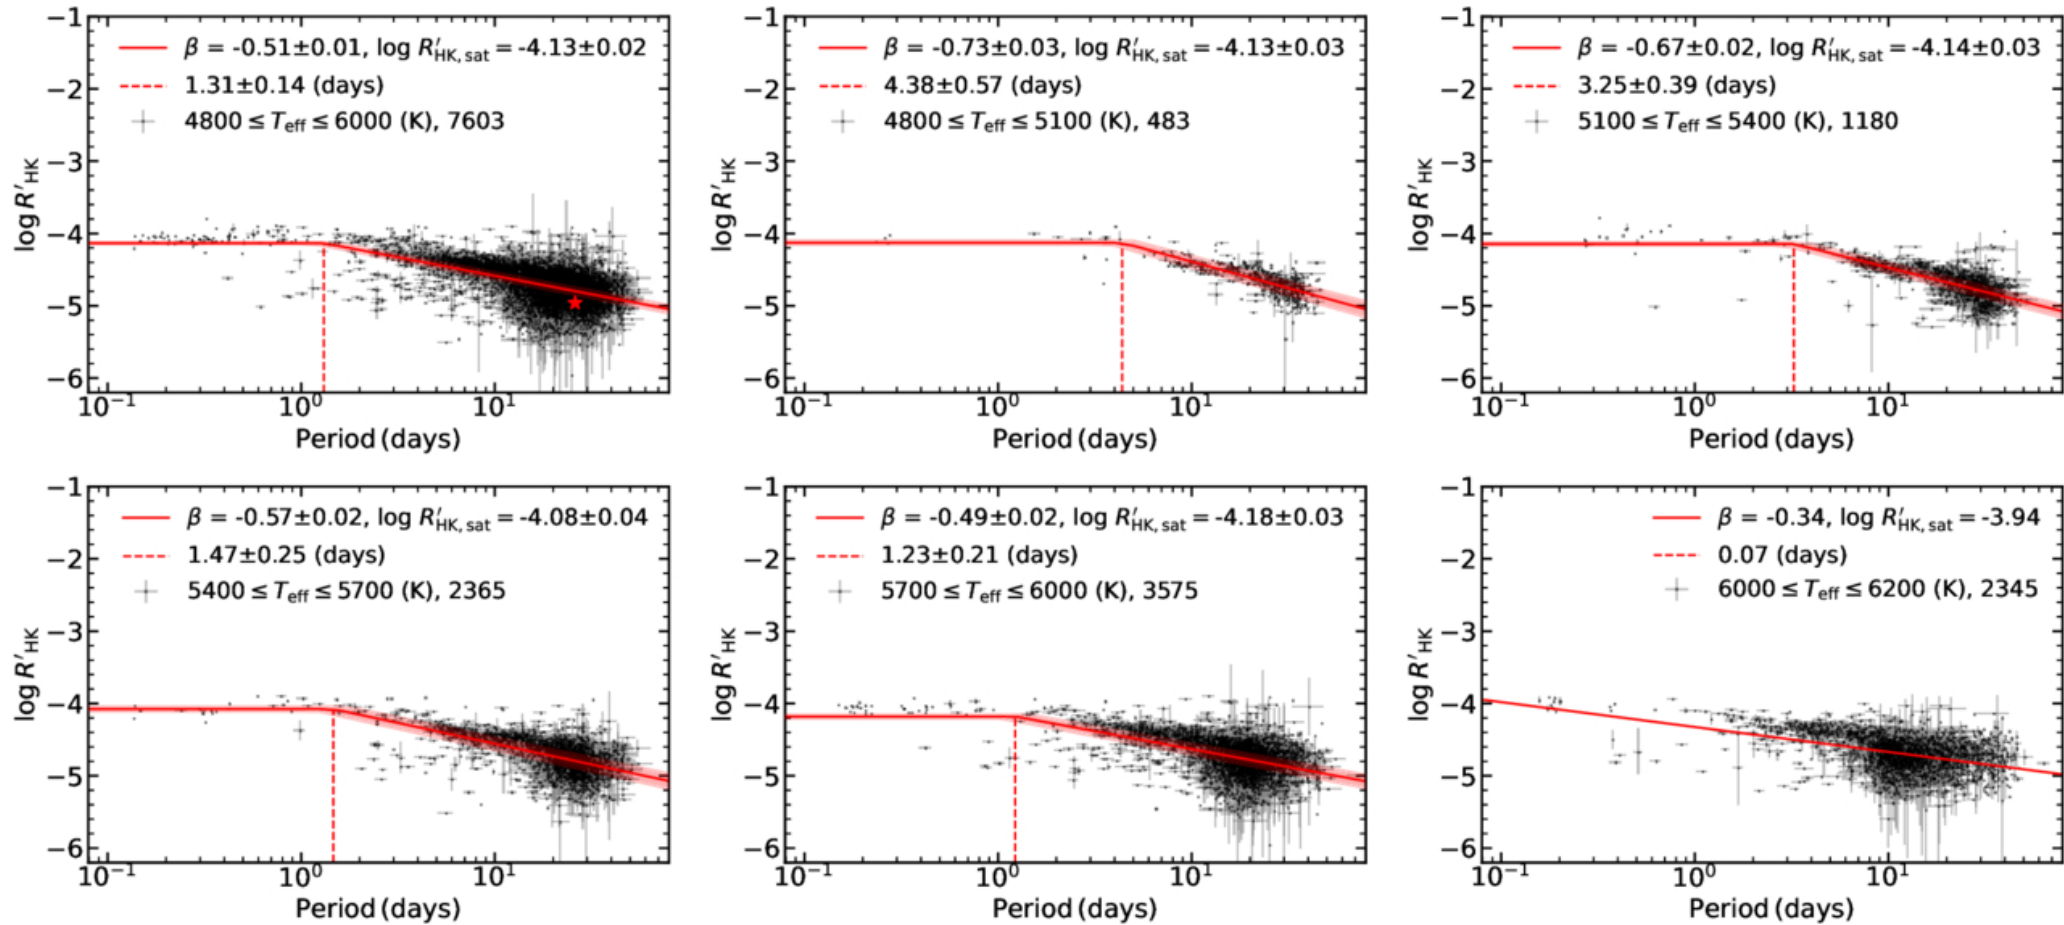 β = -0.51±0.01, log R′HK, sat = -4.13±0.02
1.31±0.14 (days)
4800 ≤ Teff ≤ 6000 (K), 7603
−1
−2
−3
−4
−5
−6
log R′HK
10−1
100
101
Period (days)
β = -0.73±0.03, log R′HK, sat = -4.13±0.03
4.38±0.57 (days)
4800 ≤ Teff ≤ 5100 (K), 483
−1
−2
−3
−4
−5
−6
log R′HK
10−1
100
101
Period (days)
β = -0.67±0.02, log R′HK, sat = -4.14±0.03
3.25±0.39 (days)
5100 ≤ Teff ≤ 5400 (K), 1180
−1
−2
−3
−4
−5
−6
log R′HK
10−1
100
101
Period (days)
β = -0.57±0.02, log R′HK, sat = -4.08±0.04
1.47±0.25 (days)
5400 ≤ Teff ≤ 5700 (K), 2365
−1
−2
−3
−4
−5
−6
log R′HK
10−1
100
101
Period (days)
β = -0.49±0.02, log R′HK, sat = -4.18±0.03
1.23±0.21 (days)
5700 ≤ Teff ≤ 6000 (K), 3575
−1
−2
−3
−4
−5
−6
log R′HK
10−1
100
101
Period (days)
β = -0.34, log R′HK, sat = -3.94
0.07 (days)
6000 ≤ Teff ≤ 6200 (K), 2345
−1
−2
−3
−4
−5
−6
log R′HK
10−1
100
101
Period (days)